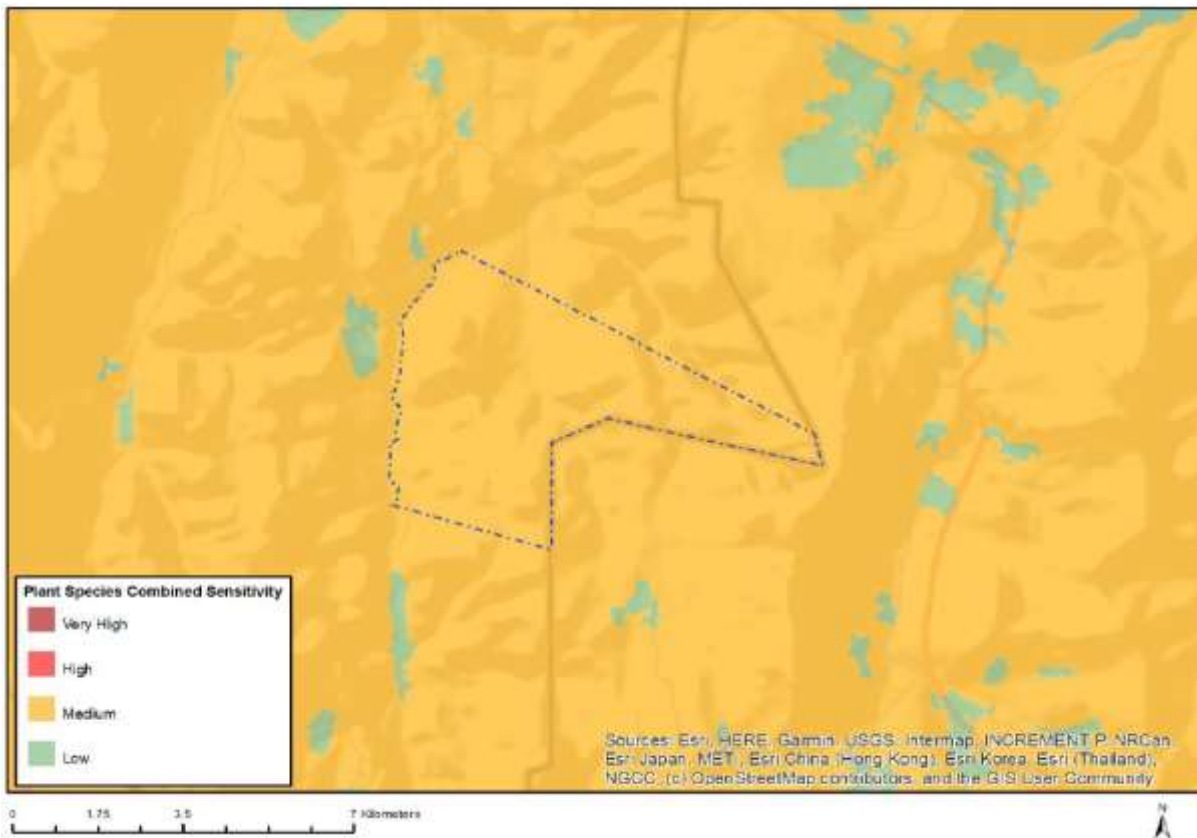 Plant Species Combined Sensitivity
Very High
High
Medium
Low
Sources: Esri, HERE, Garmin, USGS, Intermap, INCREMENT P, NRCan,
Esri Japan, METI, Esri China (Hong Kong), Esri Korea, Esri (Thailand),
NGCC, (c) OpenStreetMap contributors, and the GIS User Community
0 1.75 3.5 7 Kilometers
N